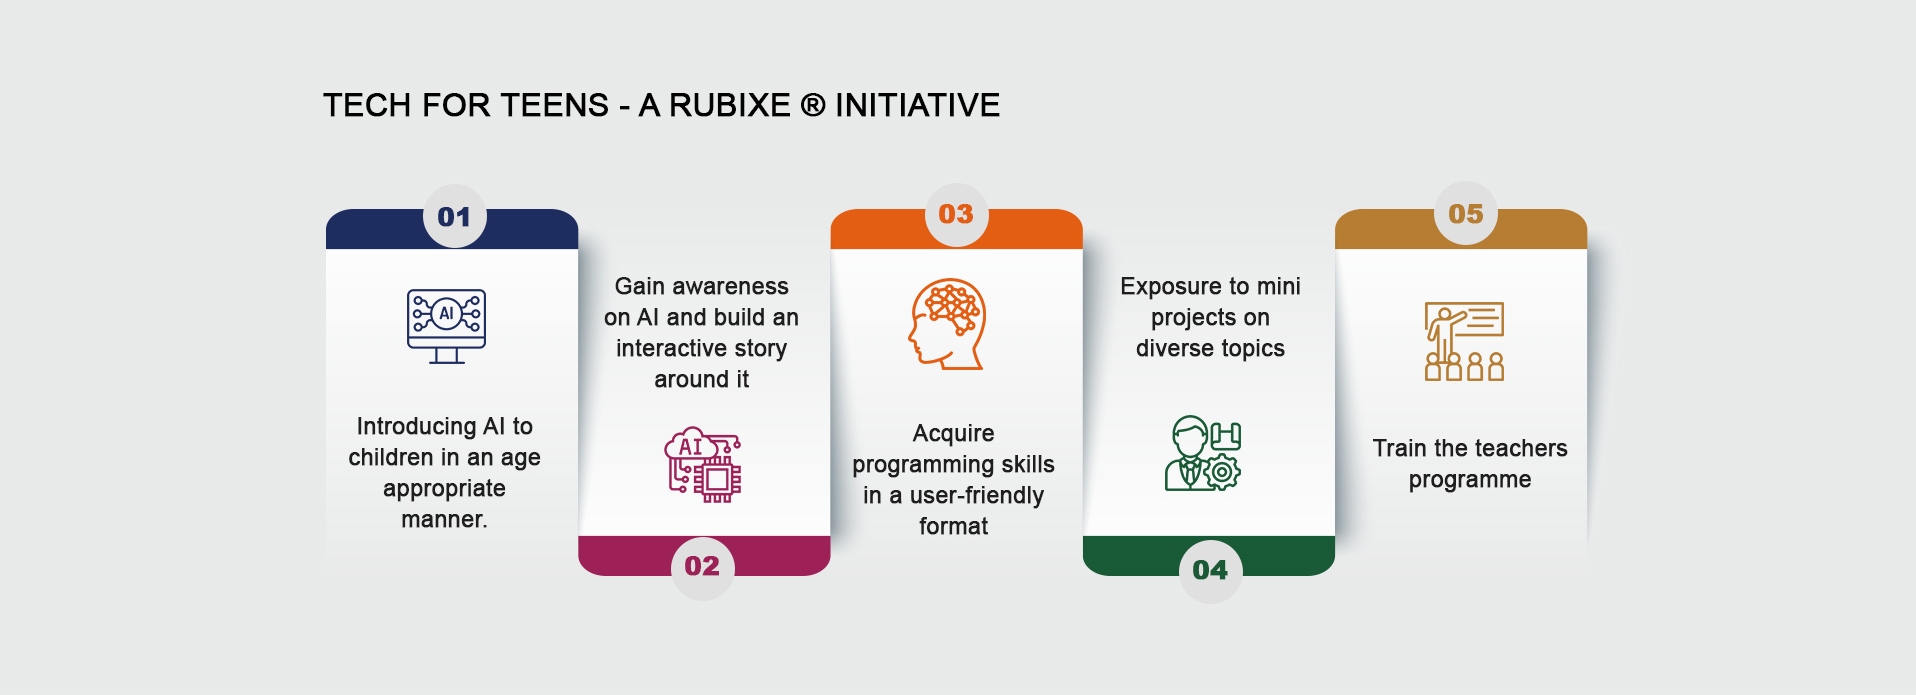 TECH FOR TEENS - A RUBIXE ® INITIATIVE
01
AI
Introducing AI to
children in an age
appropriate
manner.
Gain awareness
on AI and build an
interactive story
around it
AI
02
03
Acquire
programming skills
in a user-friendly
format
Exposure to mini
projects on
diverse topics
04
05
Train the teachers
programme